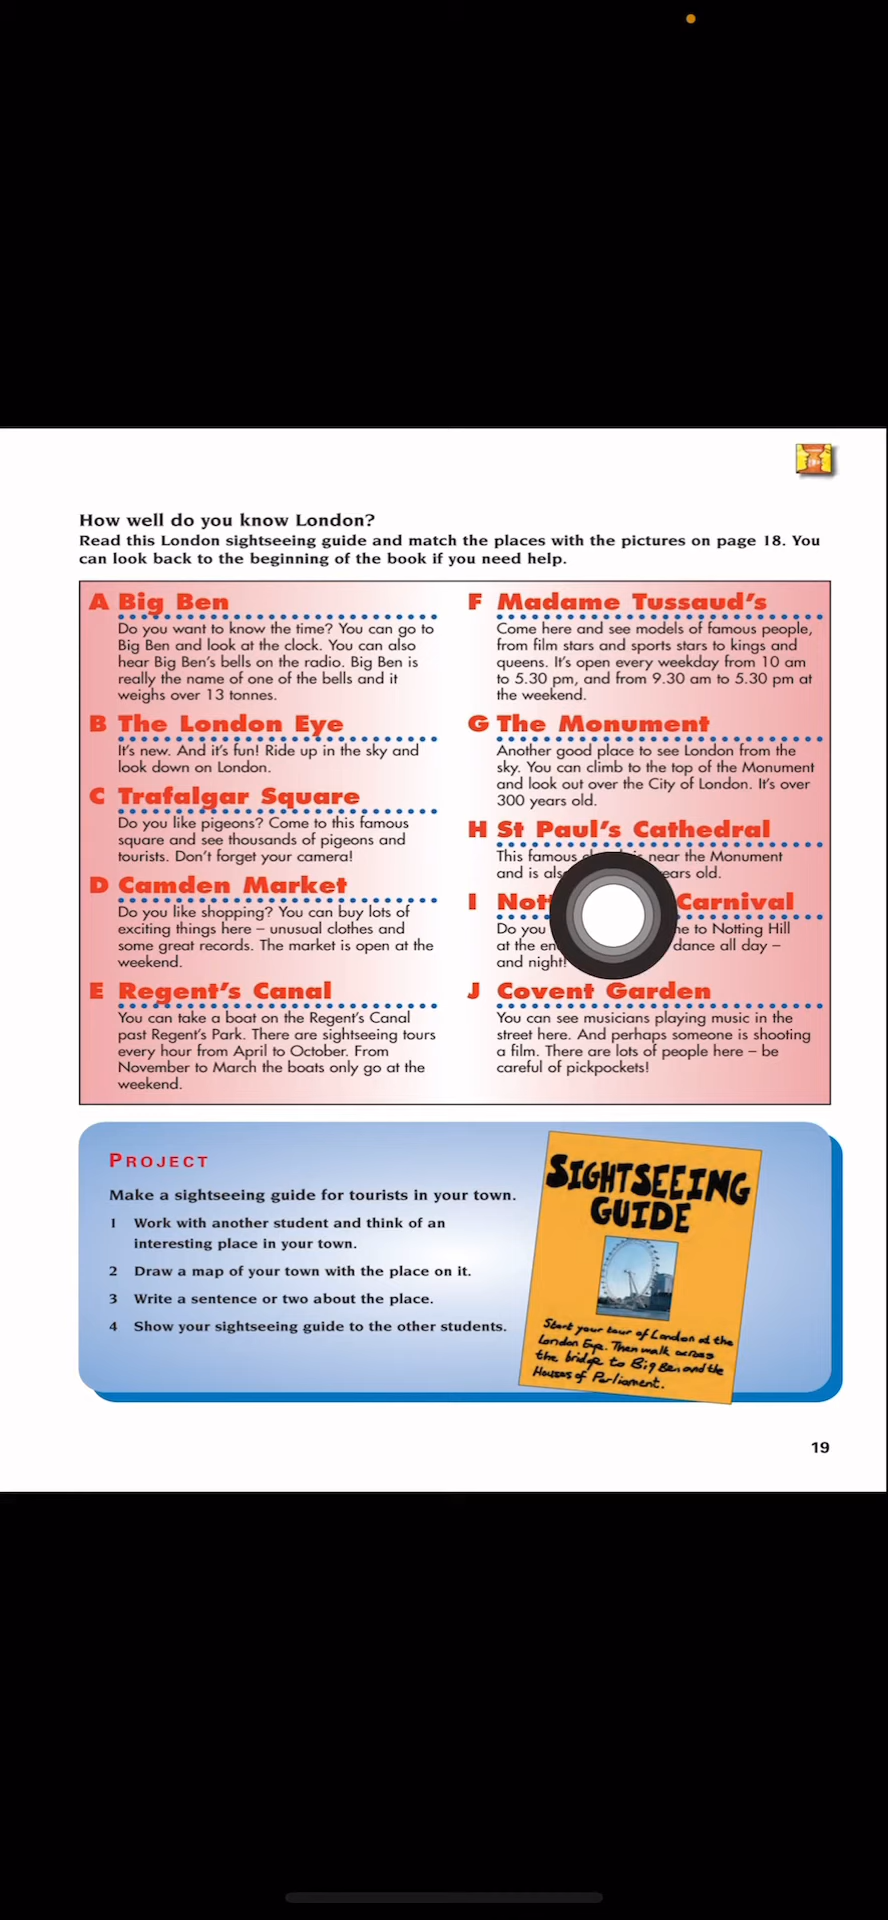 How well do you know London?
Read this London sightseeing guide and match the places with the pictures on page 18. You
can look back to the beginning of the book if you need help.
A Big Ben
Do you want to know the time? You can go to
Big Ben and look at the clock. You can also
hear Big Ben's bells on the radio. Big Ben is
really the name of one of the bells and it
weighs over 13 tonnes.
B The London Eye
It's new. And it's fun! Ride up in the sky and
look down on London.
C Trafalgar Square
Do you like pigeons? Come to this famous
square and see thousands of pigeons and
tourists. Don't forget your camera!
D Camden Market
Do you like shopping? You can buy lots of
exciting things here – unusual clothes and
some great records. The market is open at the
weekend.
E Regent's Canal
You can take a boat on the Regent's Canal
past Regent's Park. There are sightseeing tours
every hour from April to October. From
November to March the boats only go at the
weekend.
F Madame Tussaud's
Come here and see models of famous people,
from film stars and sports stars to kings and
queens. It's open every weekday from 10 am
to 5.30 pm, and from 9.30 am to 5.30 pm at
the weekend.
G The Monument
Another good place to see London from the
sky. You can climb to the top of the Monument
and look out over the City of London. It's over
300 years old.
H St Paul's Cathedral
This famous near the Monument
and is old.
I Carnival
Do you to Notting Hill
at the dance all day –
and night!
J Covent Garden
You can see musicians playing music in the
street here. And perhaps someone is shooting
a film. There are lots of people here – be
careful of pickpockets!
PROJECT
Make a sightseeing guide for tourists in your town.
1 Work with another student and think of an
interesting place in your town.
2 Draw a map of your town with the place on it.
3 Write a sentence or two about the place.
4 Show your sightseeing guide to the other students.
SIGHTSEEING
GUIDE
Start your tour of London at the
London Eye. Then walk across
the bridge to Big Ben and the
Houses of Parliament.
19